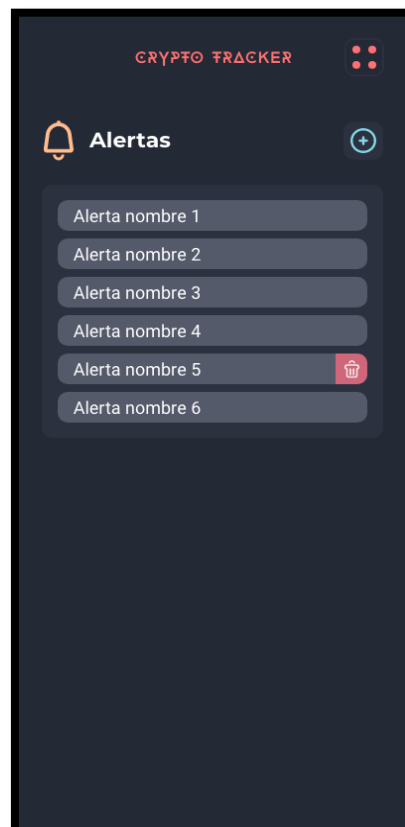 CRYPTO TRACKER
Alertas
Alerta nombre 1
Alerta nombre 2
Alerta nombre 3
Alerta nombre 4
Alerta nombre 5
Alerta nombre 6